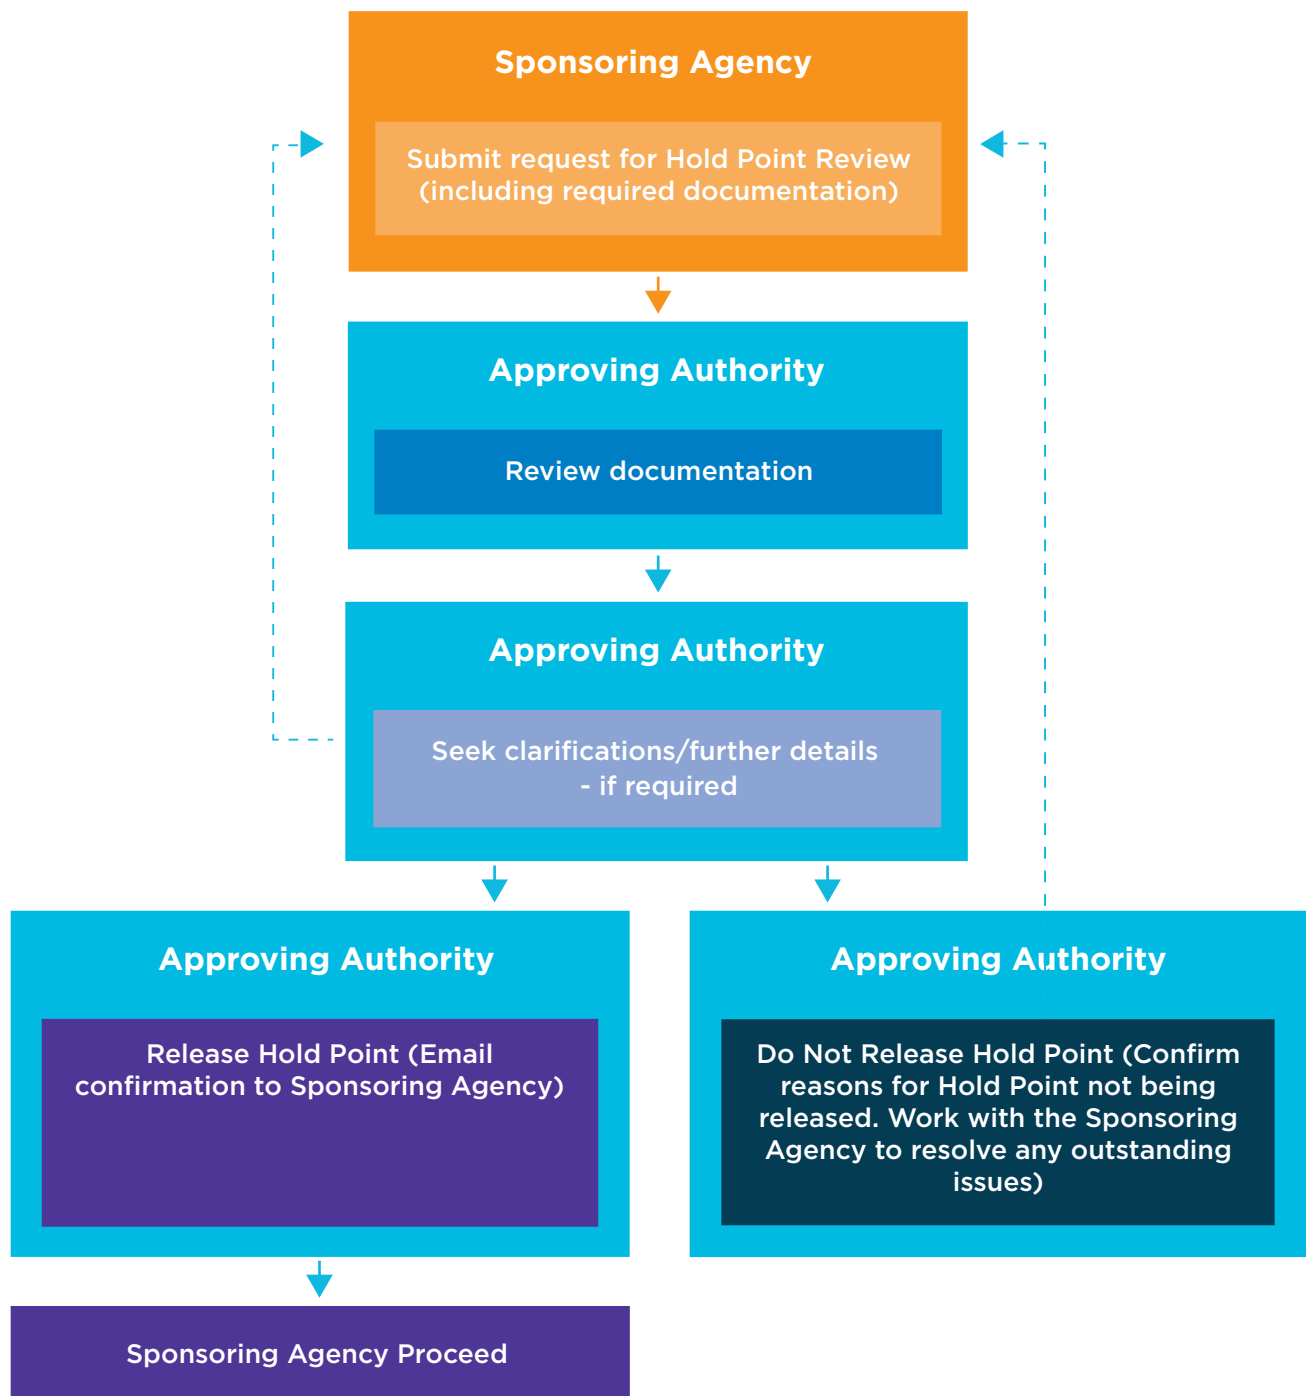 Sponsoring Agency
Submit request for Hold Point Review
(including required documentation)
Approving Authority
Review documentation
Approving Authority
Seek clarifications/further details
- if required
Approving Authority
Release Hold Point (Email
confirmation to Sponsoring Agency)
Approving Authority
Do Not Release Hold Point (Confirm
reasons for Hold Point not being
released. Work with the Sponsoring
Agency to resolve any outstanding
issues)
Sponsoring Agency Proceed